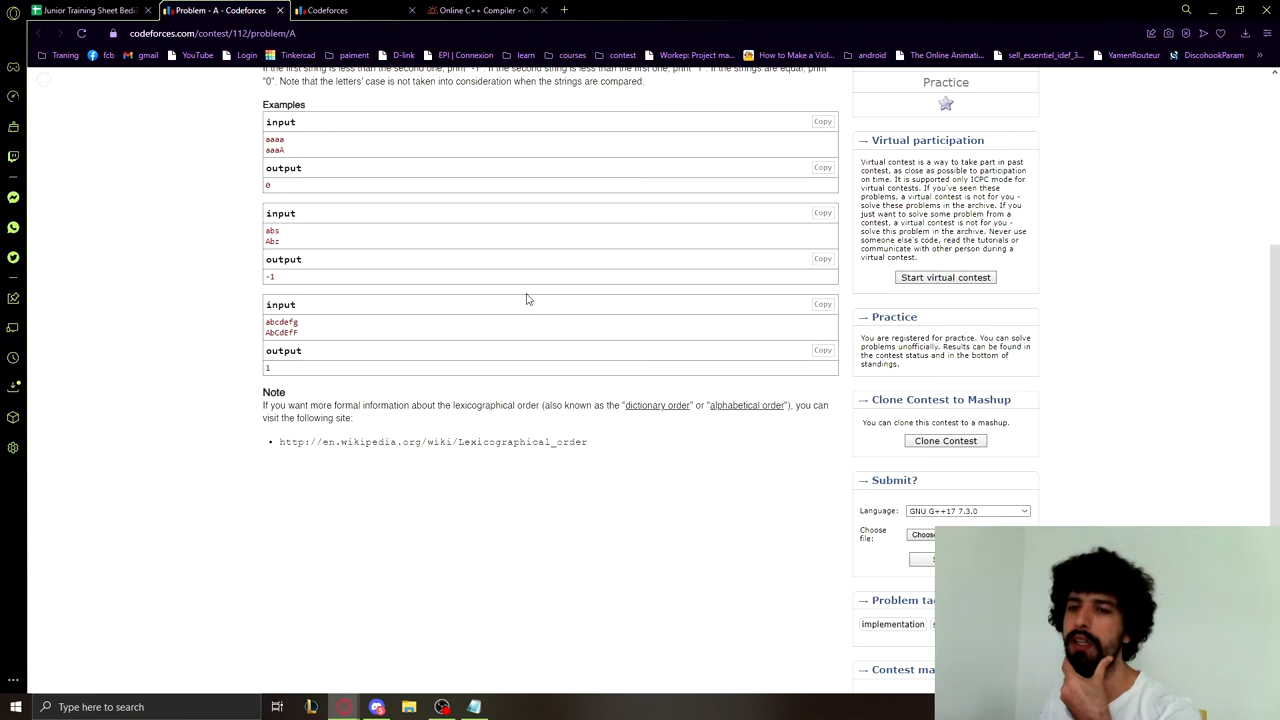 Junior Training Sheet Bedi
Problem - A - Codeforces
Codeforces
Online C++ Compiler - On
codeforces.com/contest/112/problem/A
Traning
fcb
gmail
YouTube
Login
Tinkercad
paiment
D-link
EPI | Connexion
learn
courses
contest
Workep: Project Man
How to Make a Viol
android
The Online Animati
sell_essentiel_idef_3
YamenRouteur
DiscohookParam
"0". Note that the letters' case is not taken into consideration when the strings are compared.
Examples
input
Copy
aaaa
aaaA
output
Copy
0
input
Copy
abs
Abz
output
Copy
-1
input
Copy
abcdefg
AbCdEfF
output
Copy
1
Note
If you want more formal information about the lexicographical order (also known as the "dictionary order" or "alphabetical order"), you can
visit the following site:
http://en.wikipedia.org/wiki/Lexicographical_order
Practice
→ Virtual participation
Virtual contest is a way to take part in past
contest, as close as possible to participation
on time. It is supported only ICPC mode for
virtual contests. If you've seen these
problems, a virtual contest is not for you -
solve these problems in the archive. If you
just want to solve some problem from a
contest, a virtual contest is not for you -
solve this problem in the archive. Never use
someone else's code, read the tutorials or
communicate with other person during a
virtual contest.
Start virtual contest
→ Practice
You are registered for practice. You can solve
problems unofficially. Results can be found in
the contest status and in the bottom of
standings.
→ Clone Contest to Mashup
You can clone this contest to a mashup.
Clone Contest
→ Submit?
Language:
GNU G++17 7.3.0
Choose
file:
Choos
→ Problem ta
implementation
→ Contest ma
Type here to search